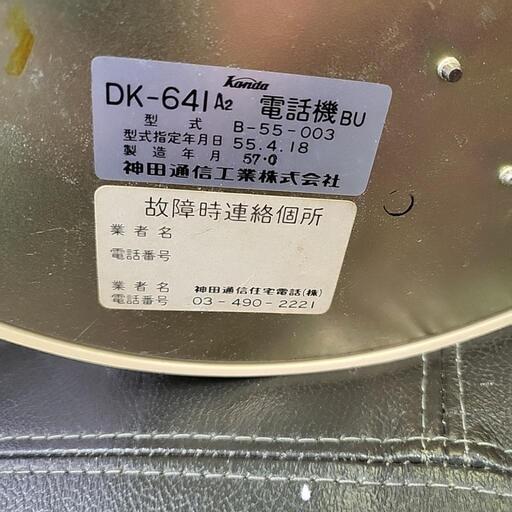 Kanda
DK-641A2 電話機BU
型式 B-55-003
型式指定年月日 55.4.18
製造年月 57.0
神田通信工業株式会社
故障時連絡個所
業者名
電話番号
業者名 神田通信住宅電話(株)
電話番号 03-490-2221